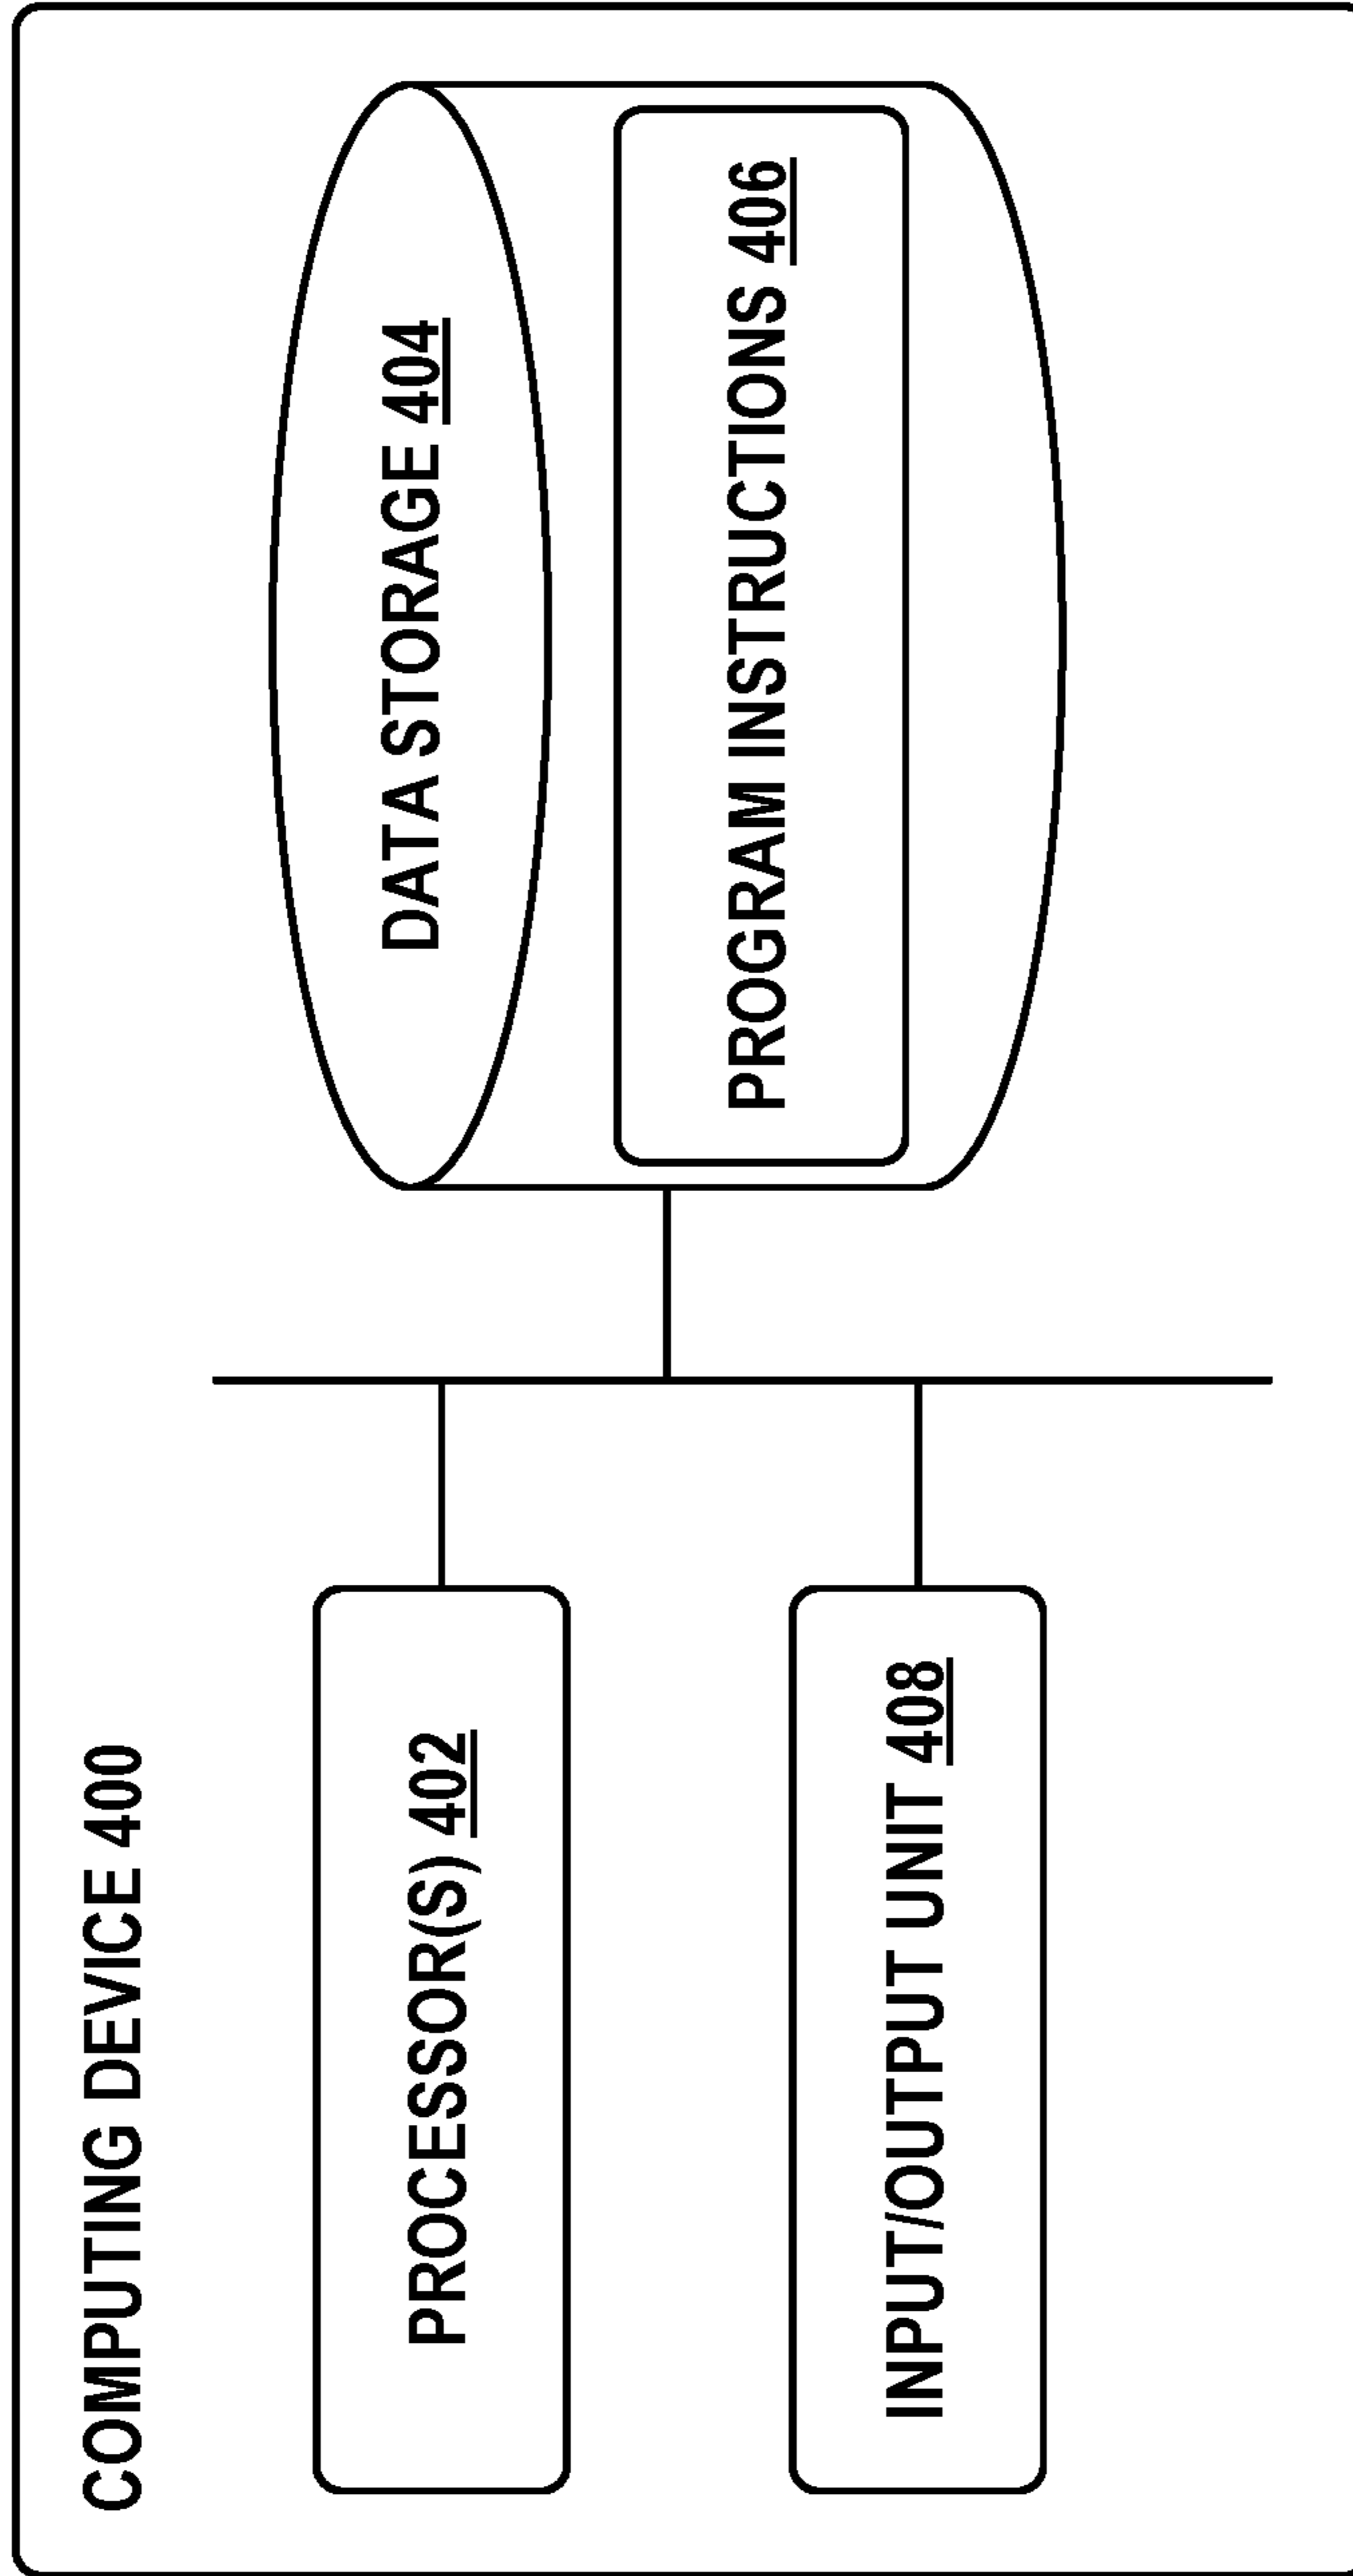 COMPUTING DEVICE 400
PROCESSOR(S) 402
INPUT/OUTPUT UNIT 408
DATA STORAGE 404
PROGRAM INSTRUCTIONS 406